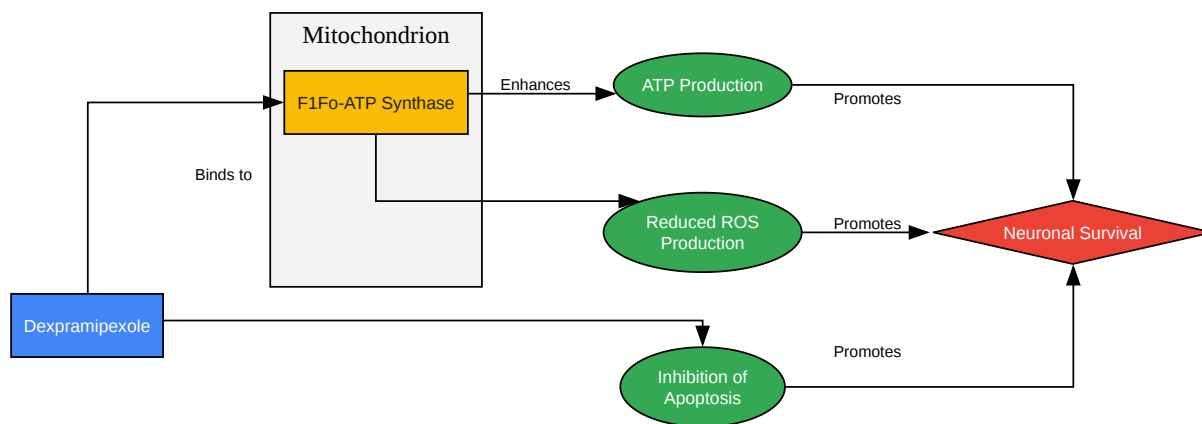 Mitochondrion
F1Fo-ATP Synthase
Enhances
ATP Production
Promotes
Binds to
Reduced ROS
Production
Promotes
Neuronal Survival
Dexpramipexole
Inhibition of
Apoptosis
Promotes